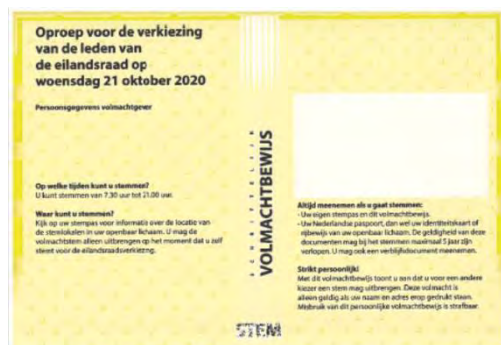 Oproep voor de verkiezing
van de leden van
de eilandsraad op
woensdag 21 oktober 2020
Persoonsgegevens volmachtgever
Op welke tijden kunt u stemmen?
U kunt stemmen van 7.30 uur tot 21.00 uur.
Waar kunt u stemmen?
Kijk op uw stempas voor informatie over de locatie van
de stemlokalen in uw openbaar lichaam. U mag de
volmachtstem alleen uitbrengen op het moment dat u zelf
stemt voor de eilandsraadsverkiezing.
SCHRIFTELIJK
VOLMACHTBEWIJS
Altijd meenemen als u gaat stemmen:
- Uw eigen stempas en dit volmachtbewijs.
- Uw Nederlandse paspoort, dan wel uw identiteitskaart of
rijbewijs van uw openbaar lichaam. De geldigheid van deze
documenten mag bij het stemmen maximaal 5 jaar zijn
verlopen. U mag ook een verblijfsdocument meenemen.
Strikt persoonlijk!
Met dit volmachtbewijs toont u aan dat u voor een andere
kiezer een stem mag uitbrengen. Deze volmacht is
alleen geldig als uw naam en adres erop gedrukt staan.
Misbruik van dit persoonlijke volmachtbewijs is strafbaar.
STEM